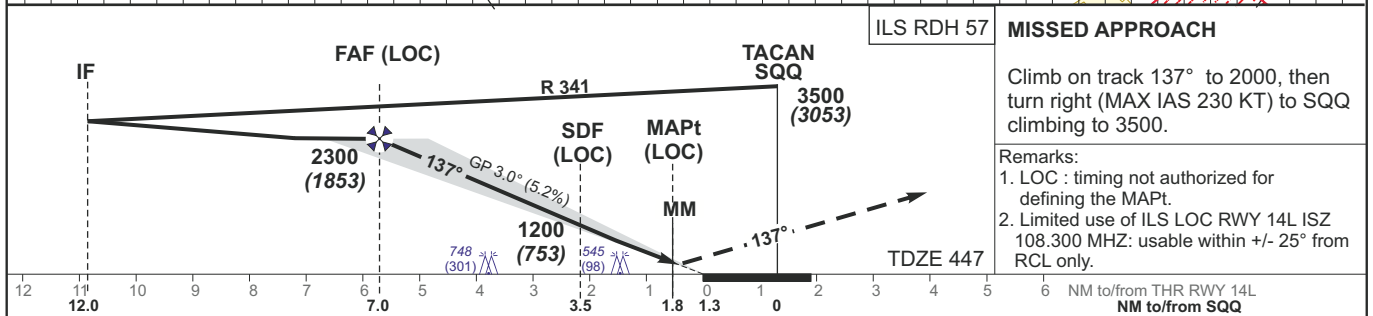 ILS RDH 57
MISSED APPROACH
Climb on track 137° to 2000, then
turn right (MAX IAS 230 KT) to SQQ
climbing to 3500.
Remarks:
1. LOC : timing not authorized for
defining the MAPt.
2. Limited use of ILS LOC RWY 14L ISZ
108.300 MHZ: usable within +/- 25° from
RCL only.
IF
FAF (LOC)
TACAN
SQQ
R 341
3500
(3053)
SDF
(LOC)
MAPt
(LOC)
2300
(1853)
137°
GP 3.0° (5.2%)
MM
1200
(753)
137°
748
(301)
545
(98)
TDZE 447
12 11 10 9 8 7 6 5 4 3 2 1 0 1 2 3 4 5 6 NM to/from THR RWY 14L
12.0 7.0 3.5 1.8 1.3 0 NM to/from SQQ